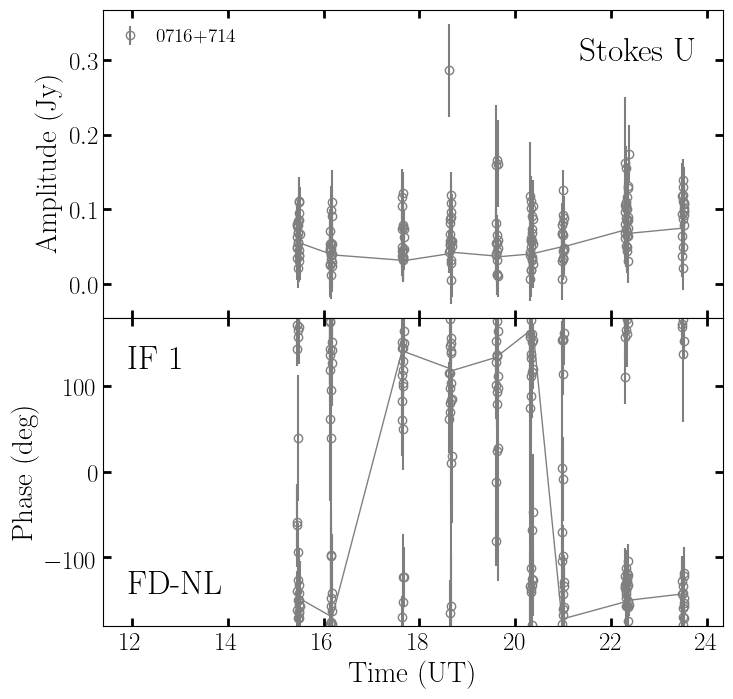 0716+714
Stokes U
0.3
0.2
0.1
0.0
Amplitude (Jy)
IF 1
100
0
−100
Phase (deg)
FD-NL
12 14 16 18 20 22 24
Time (UT)